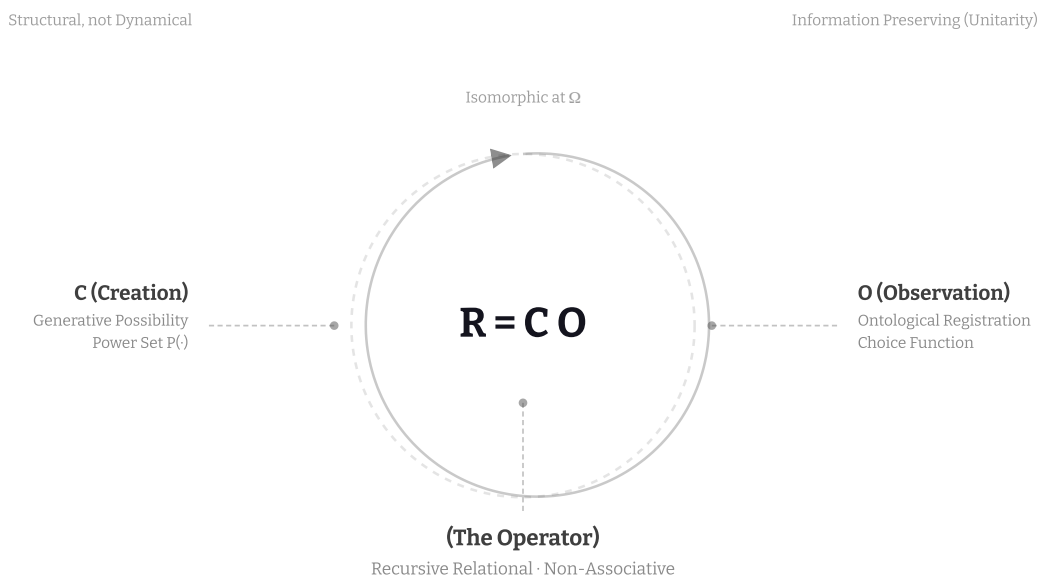 Structural, not Dynamical
Information Preserving (Unitarity)
Isomorphic at Ω
C (Creation)
Generative Possibility
Power Set P(·)
R = C O
O (Observation)
Ontological Registration
Choice Function
(The Operator)
Recursive Relational · Non-Associative